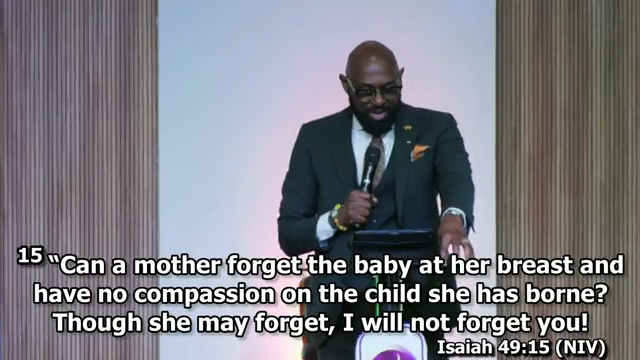 15 “Can a mother forget the baby at her breast and
have no compassion on the child she has borne?
Though she may forget, I will not forget you!
Isaiah 49:15 (NIV)